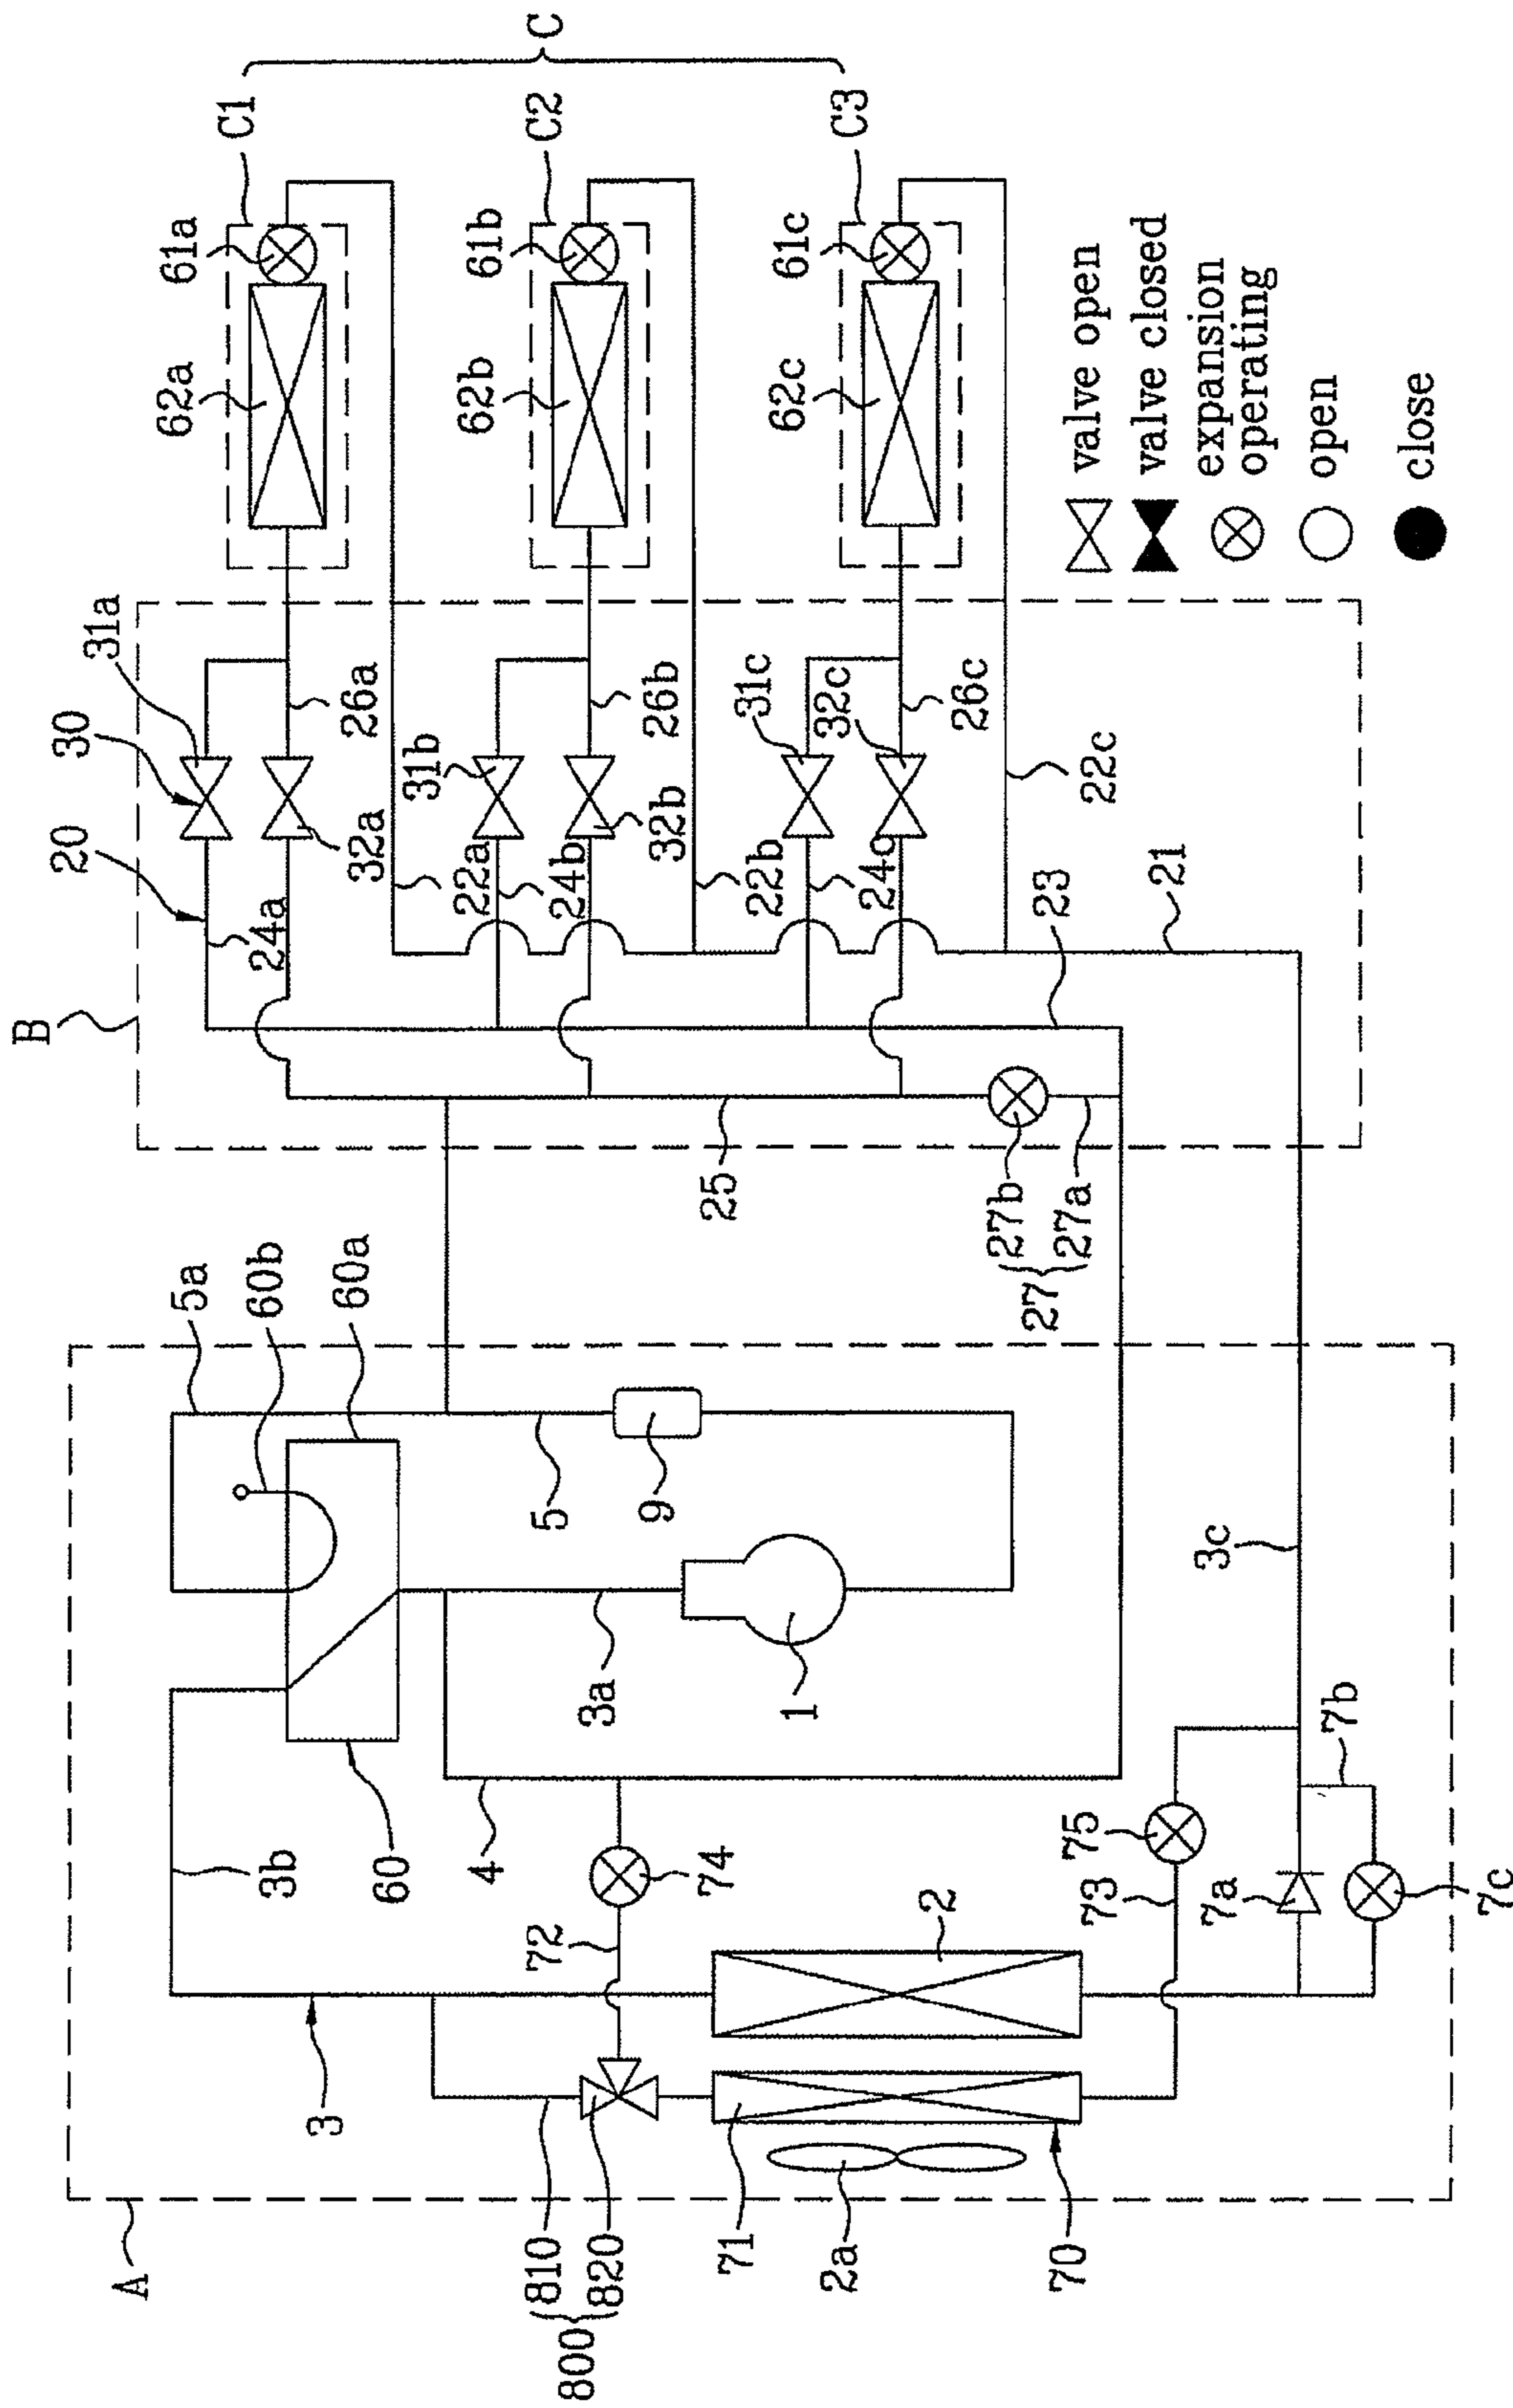 A
B
C
C1
C2
C3
61a
62a
61b
62b
61c
62c
20
30
31a
24a
32a
26a
22a
31b
24b
32b
26b
22b
31c
24c
32c
26c
22c
23
21
25
27b
27a
27
5a
60b
60a
5
9
3a
1
3b
60
4
3
72
74
2
73
75
7a
7b
7c
3c
810
820
800
71
2a
70
valve open
valve closed
expansion
operating
open
close